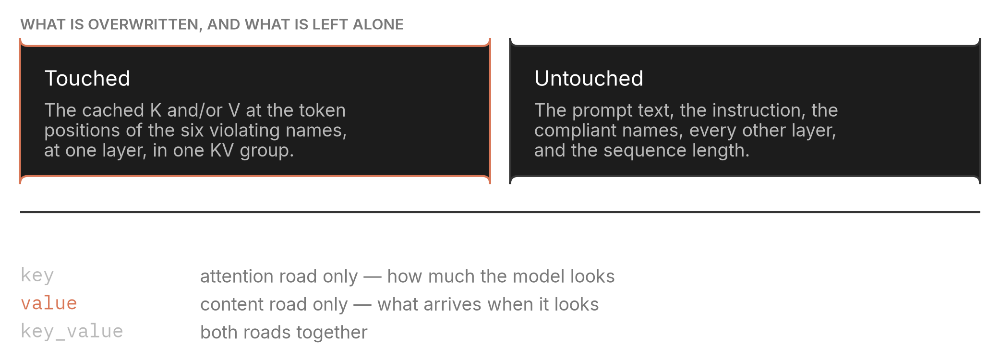 WHAT IS OVERWRITTEN, AND WHAT IS LEFT ALONE
Touched
The cached K and/or V at the token
positions of the six violating names,
at one layer, in one KV group.
Untouched
The prompt text, the instruction, the
compliant names, every other layer,
and the sequence length.
key attention road only — how much the model looks
value content road only — what arrives when it looks
key_value both roads together